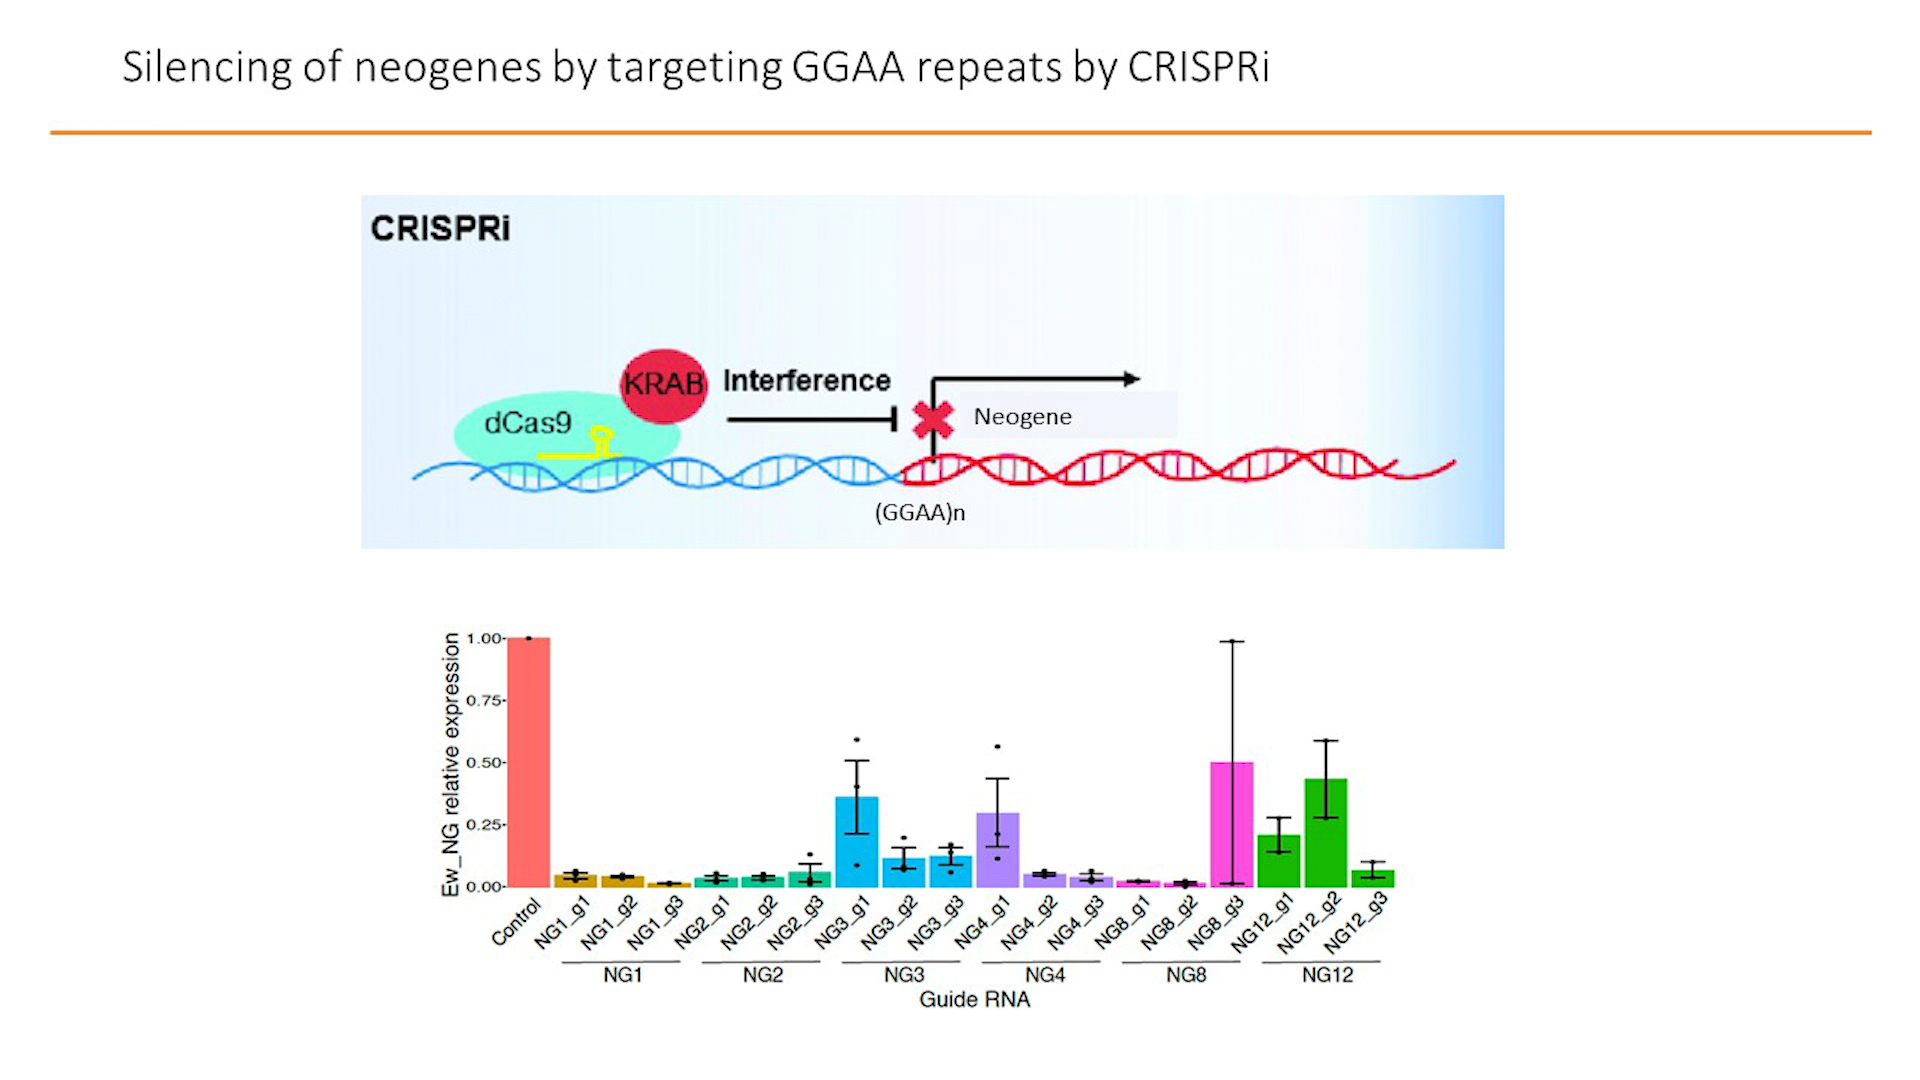 Silencing of neogenes by targeting GGAA repeats by CRISPRi
CRISPRi
KRAB
Interference
dCas9
Neogene
(GGAA)n
Ew_NG relative expression
1.00
0.75
0.50
0.25
0.00
Control
NG1_g1
NG1_g2
NG1_g3
NG2_g1
NG2_g2
NG2_g3
NG3_g1
NG3_g2
NG3_g3
NG4_g1
NG4_g2
NG4_g3
NG8_g1
NG8_g2
NG8_g3
NG12_g1
NG12_g2
NG12_g3
NG1
NG2
NG3
NG4
NG8
NG12
Guide RNA